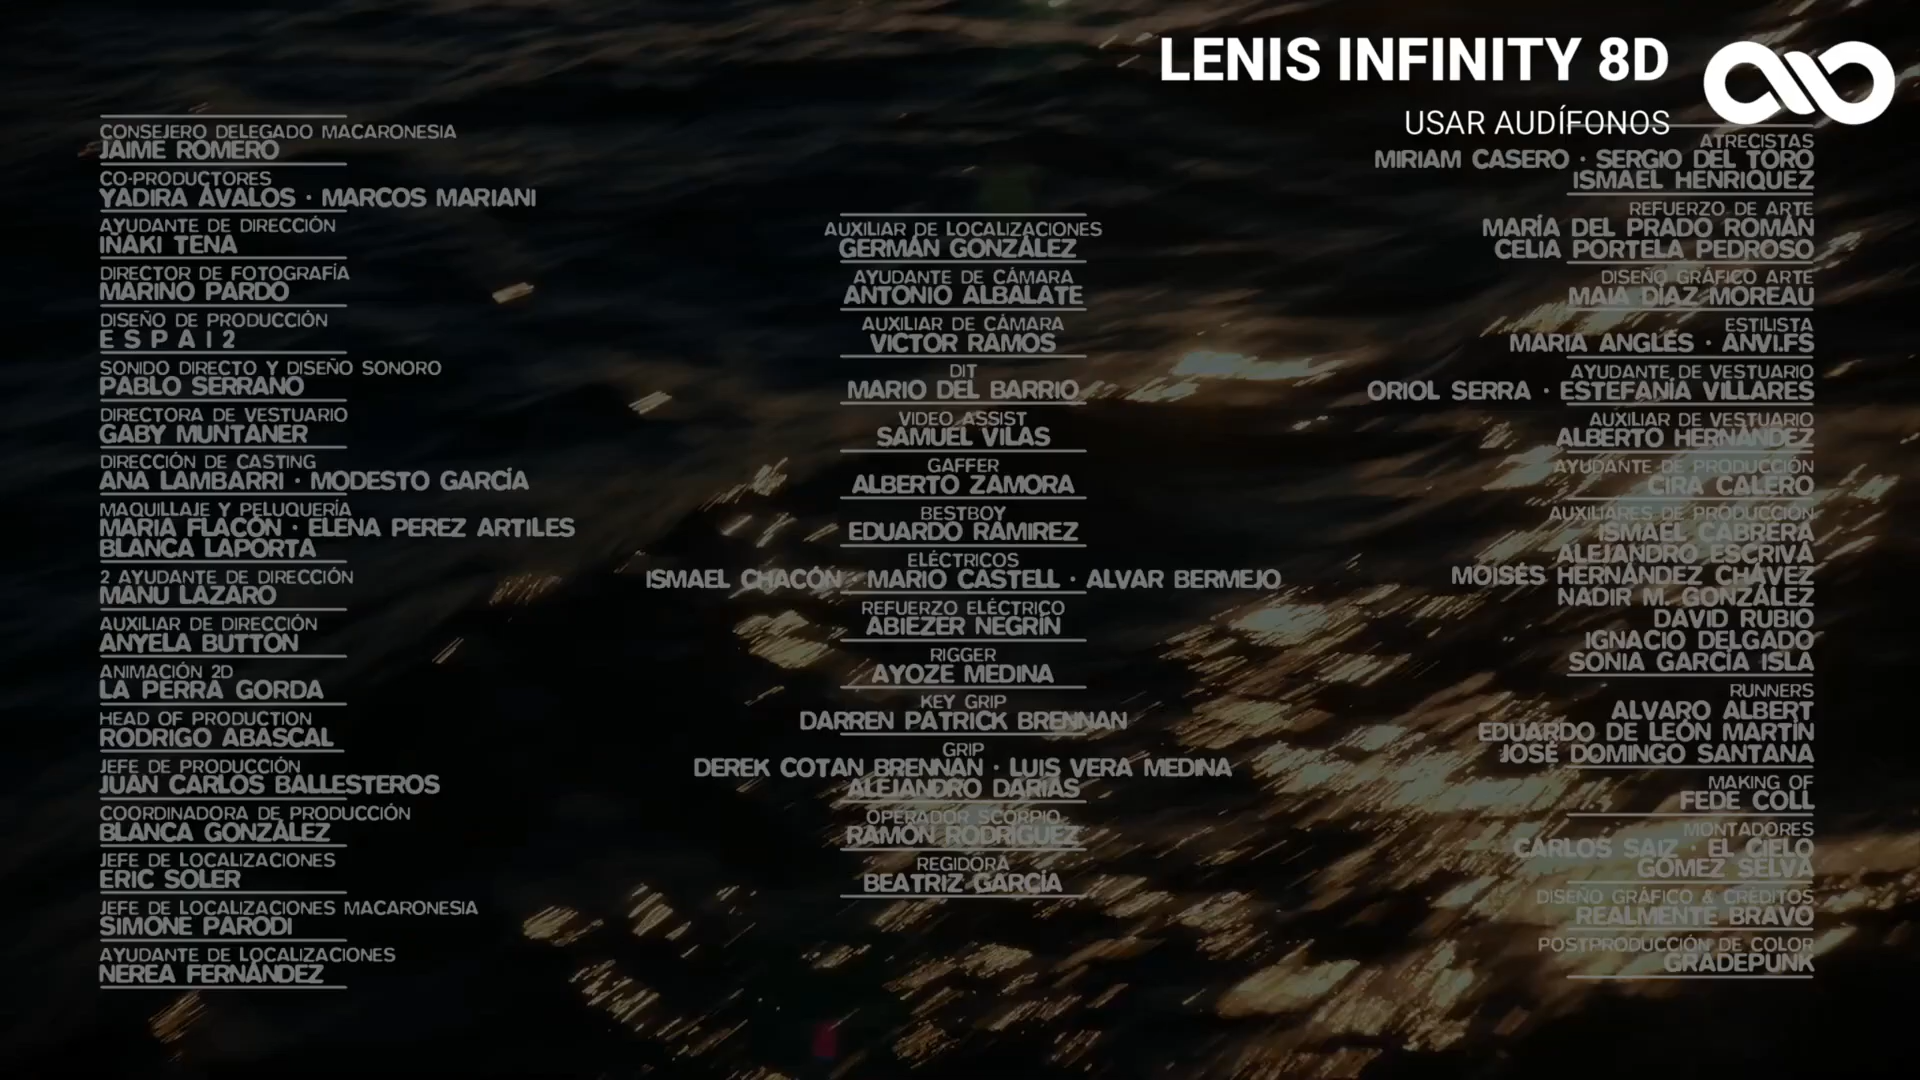 LENIS INFINITY 8D
USAR AUDÍFONOS
CONSEJERO DELEGADO MACARONESIA
JAIME ROMERO
CO-PRODUCTORES
YADIRA ÁVALOS · MARCOS MARIANI
AYUDANTE DE DIRECCIÓN
IÑAKI TENA
DIRECTOR DE FOTOGRAFÍA
MARINO PARDO
DISEÑO DE PRODUCCIÓN
E S P A I 2
SONIDO DIRECTO Y DISEÑO SONORO
PABLO SERRANO
DIRECTORA DE VESTUARIO
GABY MUNTANER
DIRECCIÓN DE CASTING
ANA LAMBARRI · MODESTO GARCÍA
MAQUILLAJE Y PELUQUERÍA
MARIA FLACÓN · ELENA PEREZ ARTILES
BLANCA LAPORTA
2 AYUDANTE DE DIRECCIÓN
MANU LÁZARO
AUXILIAR DE DIRECCIÓN
ANYELA BUTTON
ANIMACIÓN 2D
LA PERRA GORDA
HEAD OF PRODUCTION
RODRIGO ABASCAL
JEFE DE PRODUCCIÓN
JUAN CARLOS BALLESTEROS
COORDINADORA DE PRODUCCIÓN
BLANCA GONZÁLEZ
JEFE DE LOCALIZACIONES
ERIC SOLER
JEFE DE LOCALIZACIONES MACARONESIA
SIMONE PARODI
AYUDANTE DE LOCALIZACIONES
NEREA FERNÁNDEZ
AUXILIAR DE LOCALIZACIONES
GERMÁN GONZÁLEZ
AYUDANTE DE CÁMARA
ANTONIO ALBALATE
AUXILIAR DE CÁMARA
VICTOR RAMOS
DIT
MARIO DEL BARRIO
VIDEO ASSIST
SAMUEL VILAS
GAFFER
ALBERTO ZAMORA
BESTBOY
EDUARDO RAMIREZ
ELÉCTRICOS
ISMAEL CHACÓN · MARIO CASTELL · ALVAR BERMEJO
REFUERZO ELÉCTRICO
ABIEZER NEGRÍN
RIGGER
AYOZE MEDINA
KEY GRIP
DARREN PATRICK BRENNAN
GRIP
DEREK COTAN BRENNAN · LUIS VERA MEDINA
ALEJANDRO DARIAS
OPERADOR SCORPIO
RAMÓN RODRÍGUEZ
REGIDORA
BEATRIZ GARCÍA
ATRECISTAS
MIRIAM CASERO · SERGIO DEL TORO
ISMAEL HENRIQUEZ
REFUERZO DE ARTE
MARÍA DEL PRADO ROMÁN
CELIA PORTELA PEDROSO
DISEÑO GRÁFICO ARTE
MAIA DÍAZ MOREAU
ESTILISTA
MARIA ANGLÉS · ANVI.FS
AYUDANTE DE VESTUARIO
ORIOL SERRA · ESTEFANÍA VILLARES
AUXILIAR DE VESTUARIO
ALBERTO HERNÁNDEZ
AYUDANTE DE PRODUCCIÓN
CIRA CALERO
AUXILIARES DE PRODUCCIÓN
ISMAEL CABRERA
ALEJANDRO ESCRIVÁ
MOISÉS HERNÁNDEZ CHÁVEZ
NADIR M. GONZÁLEZ
DAVID RUBIO
IGNACIO DELGADO
SONIA GARCÍA ISLA
RUNNERS
ALVARO ALBERT
EDUARDO DE LEÓN MARTÍN
JOSÉ DOMINGO SANTANA
MAKING OF
FEDE COLL
MONTADORES
CARLOS SAIZ · EL CIELO
GÓMEZ SELVA
DISEÑO GRÁFICO & CRÉDITOS
REALMENTE BRAVO
POSTPRODUCCIÓN DE COLOR
GRADEPUNK